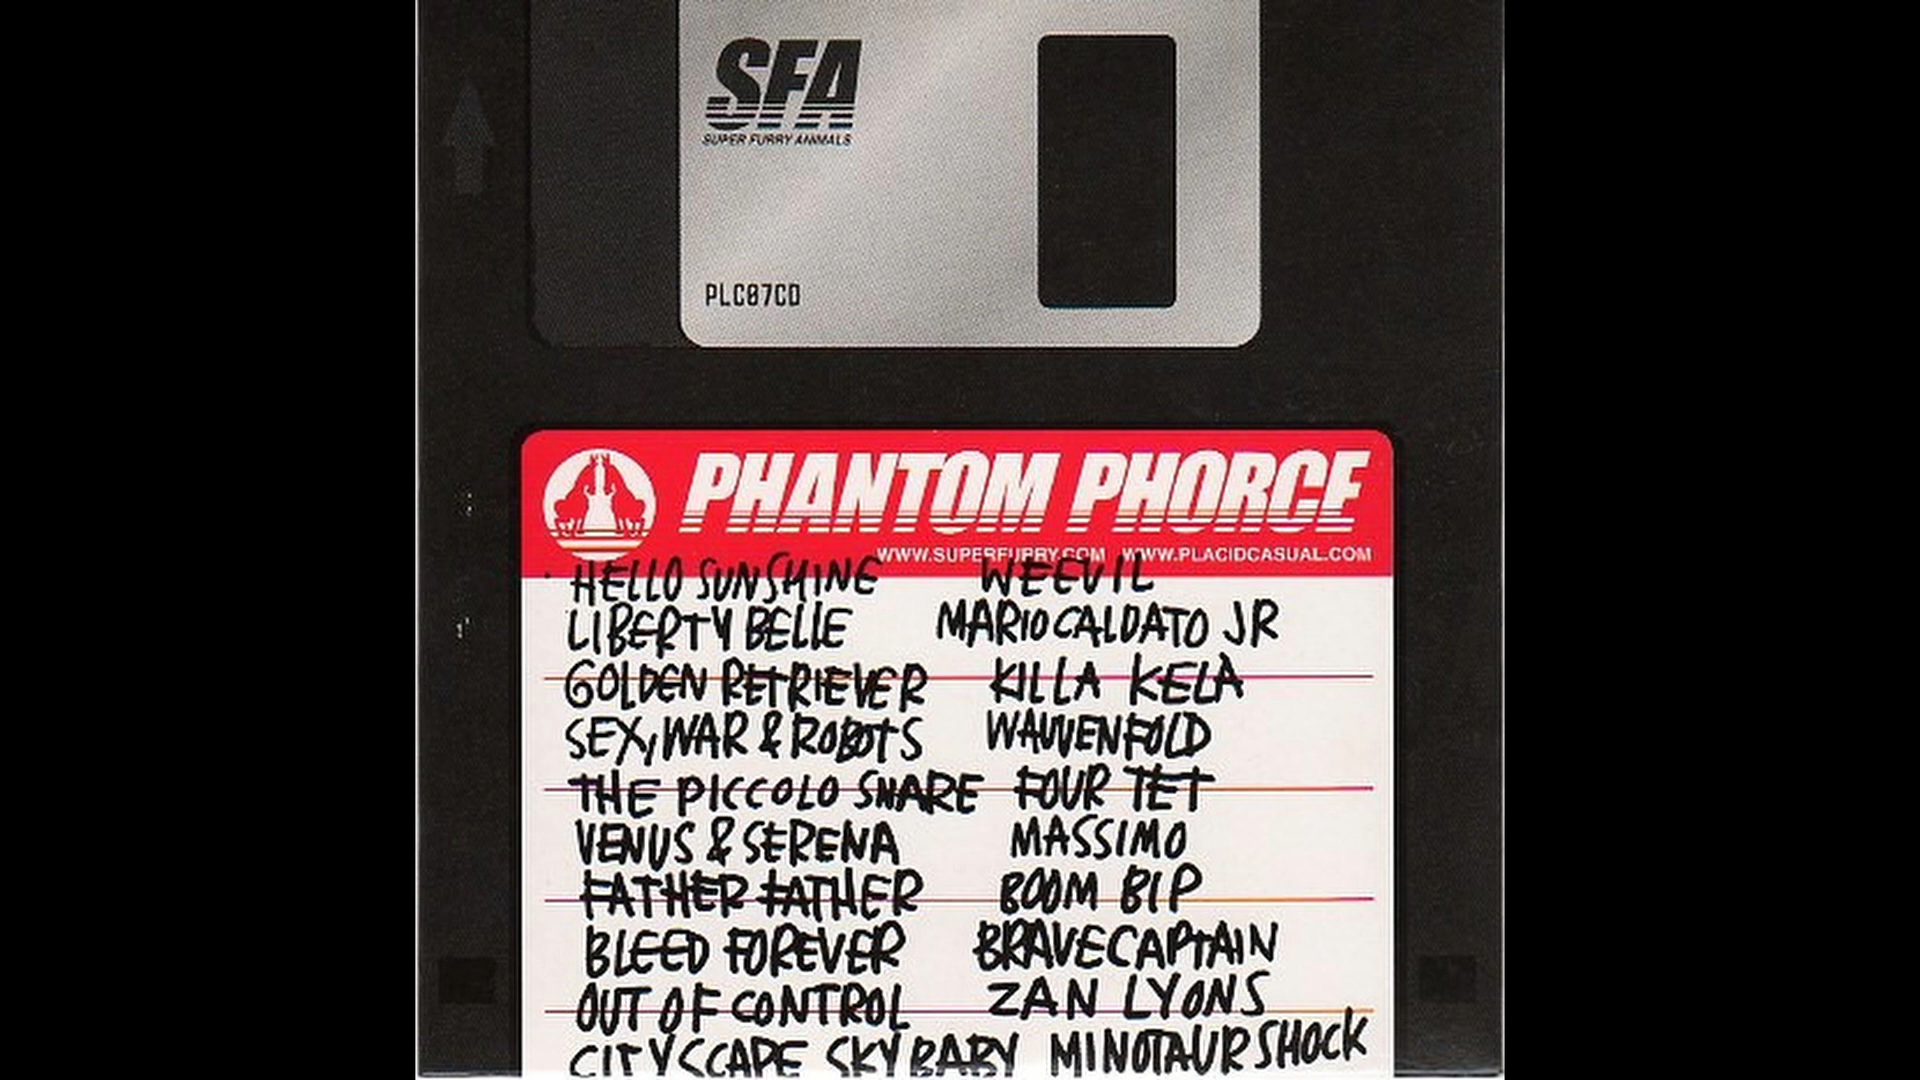 SFA
SUPER FURRY ANIMALS
PLC07CD
PHANTOM PHORCE
WWW.SUPERFURRY.COM WWW.PLACIDCASUAL.COM
HELLO SUNSHINE WEEVIL
LIBERTY BELLE MARIO CALDATO JR
GOLDEN RETRIEVER KILLA KELA
SEX, WAR & ROBOTS WAUVENFOLD
THE PICCOLO SNARE FOUR TET
VENUS & SERENA MASSIMO
FATHER FATHER BOOM BIP
BLEED FOREVER BRAVECAPTAIN
OUT OF CONTROL ZAN LYONS
CITYSCAPE SKYBABY MINOTAUR SHOCK